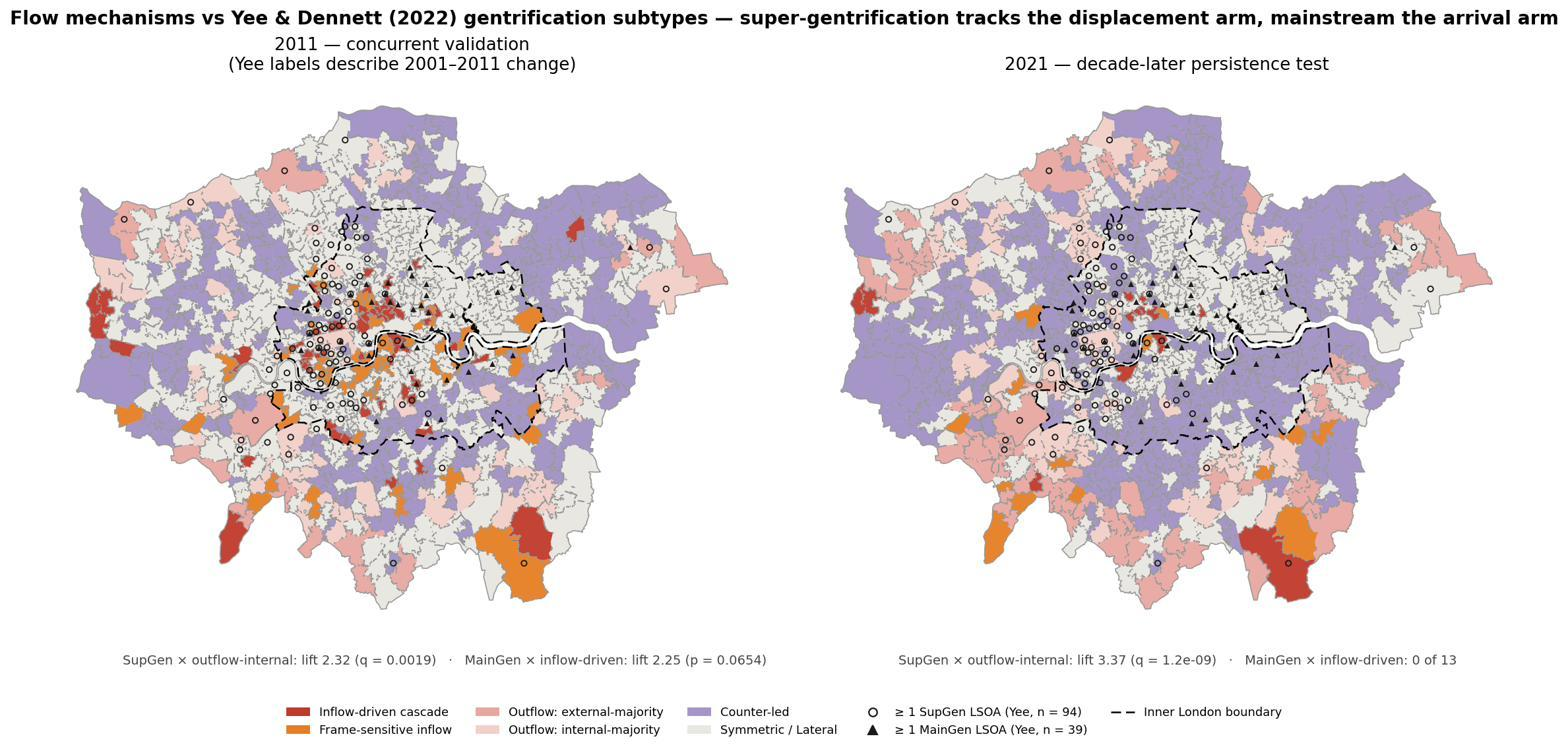 Flow mechanisms vs Yee & Dennett (2022) gentrification subtypes — super-gentrification tracks the displacement arm, mainstream the arrival arm
2011 — concurrent validation
(Yee labels describe 2001–2011 change)
2021 — decade-later persistence test
SupGen × outflow-internal: lift 2.32 (q = 0.0019)   ·   MainGen × inflow-driven: lift 2.25 (p = 0.0654)
SupGen × outflow-internal: lift 3.37 (q = 1.2e-09)   ·   MainGen × inflow-driven: 0 of 13
Inflow-driven cascade
Frame-sensitive inflow
Outflow: external-majority
Outflow: internal-majority
Counter-led
Symmetric / Lateral
≥ 1 SupGen LSOA (Yee, n = 94)
≥ 1 MainGen LSOA (Yee, n = 39)
Inner London boundary